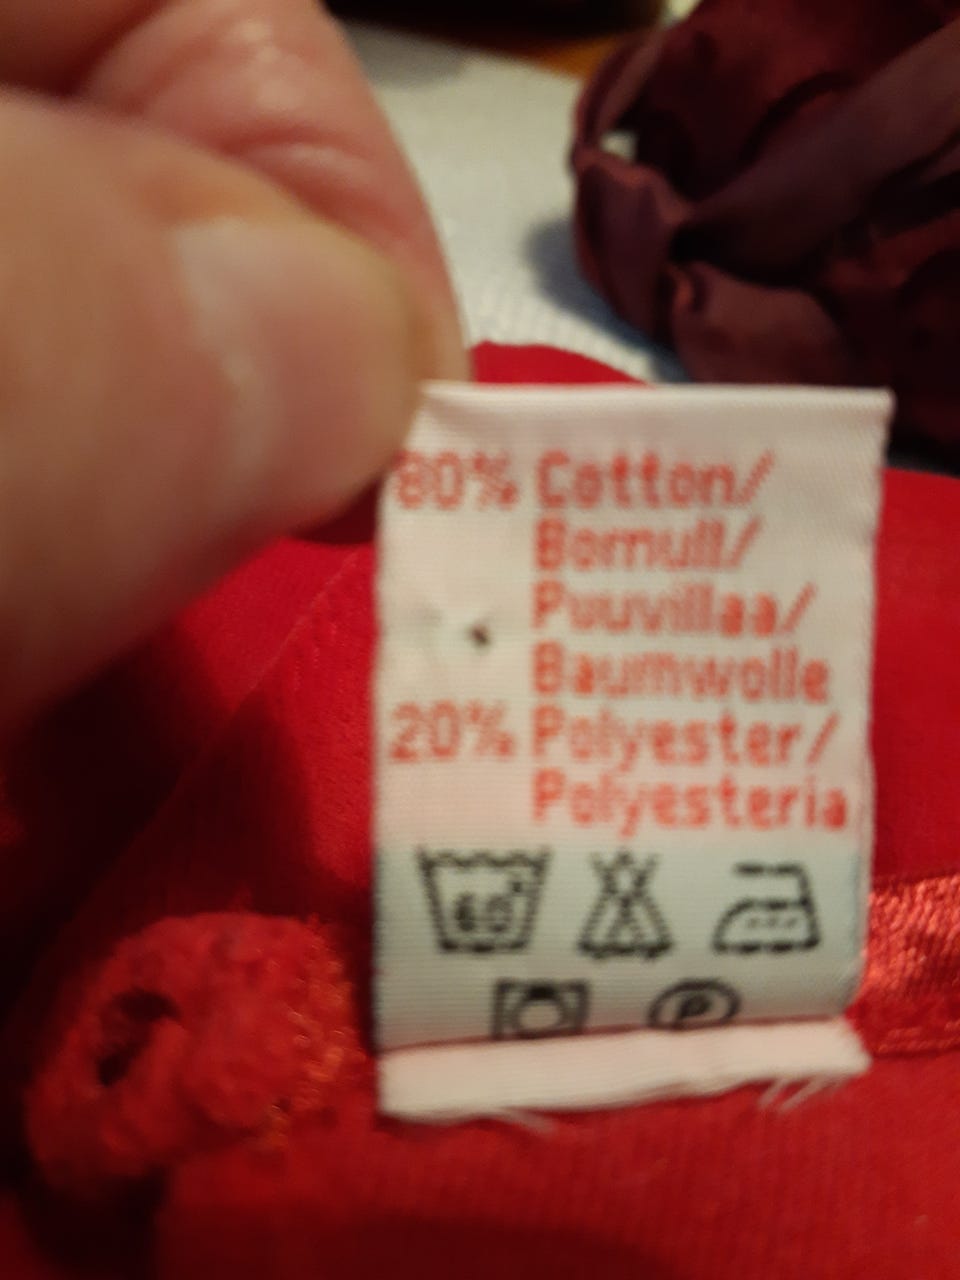 80% Cotton/
Bomull/
Puuvillaa/
Baumwolle
20% Polyester/
Polyesteria
60°
P